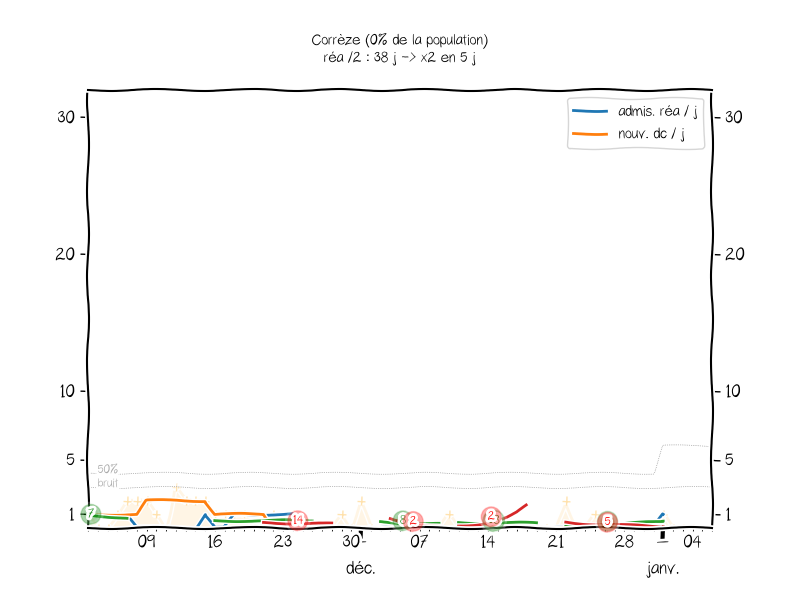 Corrèze (0% de la population)
réa /2 : 38 j -> x2 en 5 j
admis. réa / j
nouv. dc / j
30 30
20 20
10 10
5 5
50%
bruit
1 1
7 14 8 2 2 5
09 16 23 30 07 14 21 28 04
déc. janv.